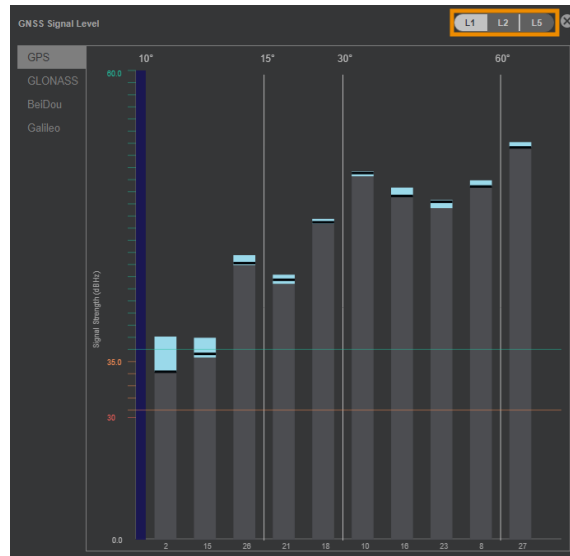 GNSS Signal Level
L1 L2 L5
GPS
GLONASS
BeiDou
Galileo
10° 15° 30° 60°
60.0
Signal Strength (dBHz)
35.0
30
0.0
2 15 26 21 18 10 16 23 8 27